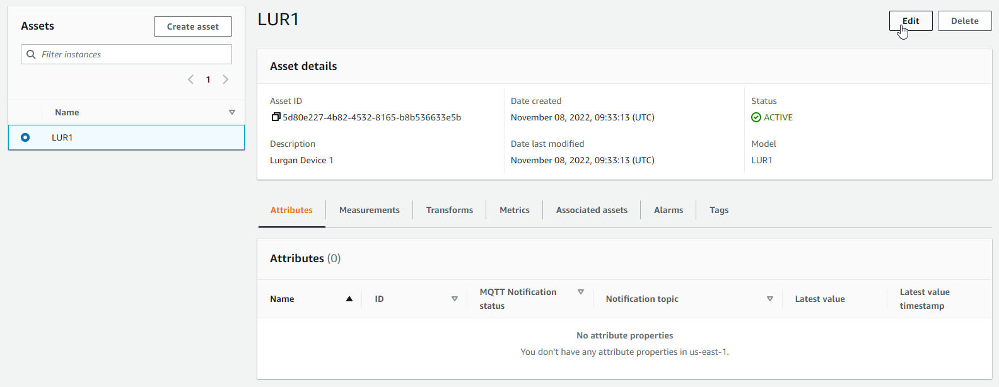 Assets
Create asset
Filter instances
1
Name
LUR1
LUR1
Edit
Delete
Asset details
Asset ID
5d80e227-4b82-4532-8165-b8b536633e5b
Description
Lurgan Device 1
Date created
November 08, 2022, 09:33:13 (UTC)
Date last modified
November 08, 2022, 09:33:13 (UTC)
Status
ACTIVE
Model
LUR1
Attributes
Measurements
Transforms
Metrics
Associated assets
Alarms
Tags
Attributes (0)
Name
ID
MQTT Notification
status
Notification topic
Latest value
Latest value
timestamp
No attribute properties
You don't have any attribute properties in us-east-1.